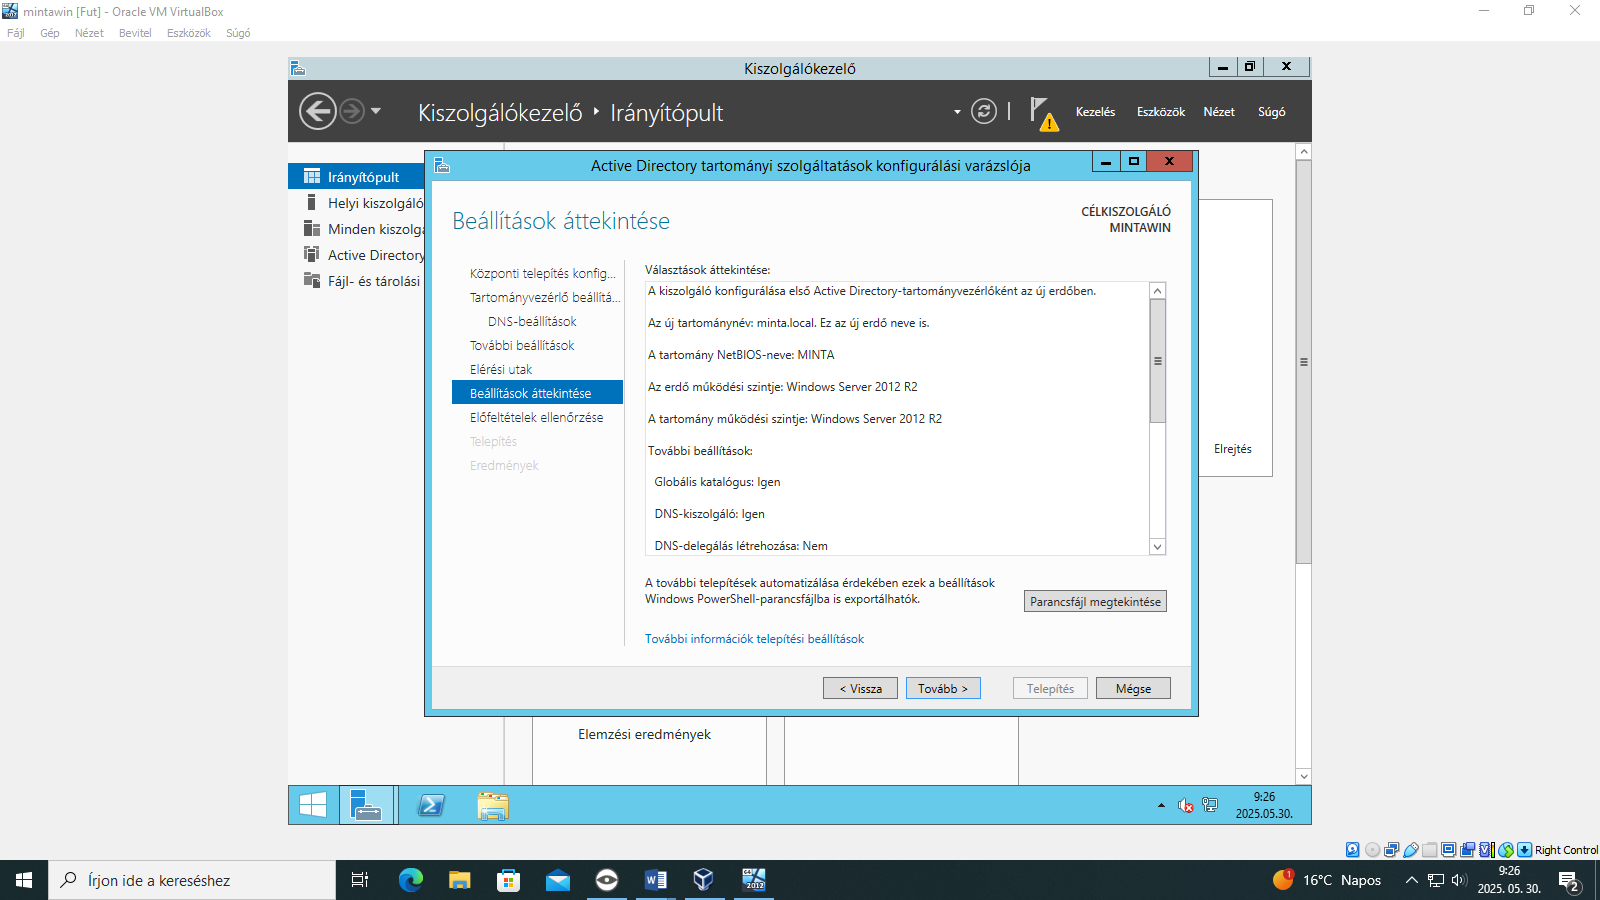 mintawin [Fut] - Oracle VM VirtualBox
Fájl Gép Nézet Bevitel Eszközök Súgó
Kiszolgálókezelő
Kiszolgálókezelő Irányítópult
Kezelés Eszközök Nézet Súgó
Irányítópult
Helyi kiszolgáló
Minden kiszolgá
Active Directory
Fájl- és tárolási
Active Directory tartományi szolgáltatások konfigurálási varázslója
Beállítások áttekintése
CÉLKISZOLGÁLÓ
MINTAWIN
Központi telepítés konfig...
Tartományvezérlő beállítá...
DNS-beállítások
További beállítások
Elérési utak
Beállítások áttekintése
Előfeltételek ellenőrzése
Telepítés
Eredmények
Választások áttekintése:
A kiszolgáló konfigurálása első Active Directory-tartományvezérlőként az új erdőben.
Az új tartománynév: minta.local. Ez az új erdő neve is.
A tartomány NetBIOS-neve: MINTA
Az erdő működési szintje: Windows Server 2012 R2
A tartomány működési szintje: Windows Server 2012 R2
További beállítások:
Globális katalógus: Igen
DNS-kiszolgáló: Igen
DNS-delegálás létrehozása: Nem
A további telepítések automatizálása érdekében ezek a beállítások
Windows PowerShell-parancsfájlba is exportálhatók.
Parancsfájl megtekintése
További információk telepítési beállítások
< Vissza Tovább > Telepítés Mégse
Elrejtés
Elemzési eredmények
9:26
2025.05.30.
Right Control
Írjon ide a kereséshez
1
16°C Napos
9:26
2025. 05. 30.
2